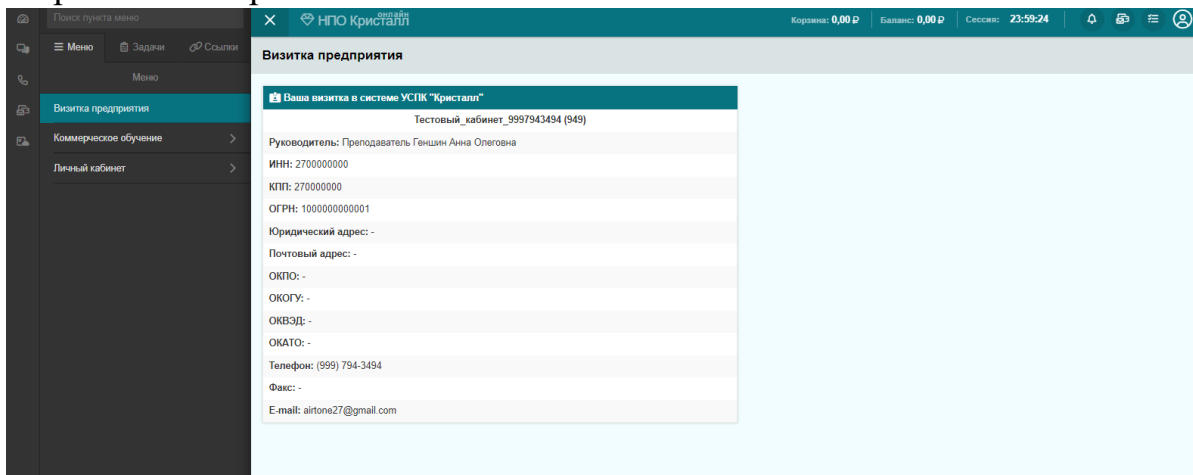 Поиск пункта меню
НПО Кристалл онлайн
Корзина: 0,00 ₽ Баланс: 0,00 ₽ Сессия: 23:59:24
Меню Задачи Ссылки
Визитка предприятия
Меню
Визитка предприятия
Коммерческое обучение
Личный кабинет
Ваша визитка в системе УСПК "Кристалл"
Тестовый_кабинет_9997943494 (949)
Руководитель: Преподаватель Геншин Анна Олеговна
ИНН: 2700000000
КПП: 270000000
ОГРН: 1000000000001
Юридический адрес: -
Почтовый адрес: -
ОКПО: -
ОКОГУ: -
ОКВЭД: -
ОКАТО: -
Телефон: (999) 794-3494
Факс: -
E-mail: airtone27@gmail.com